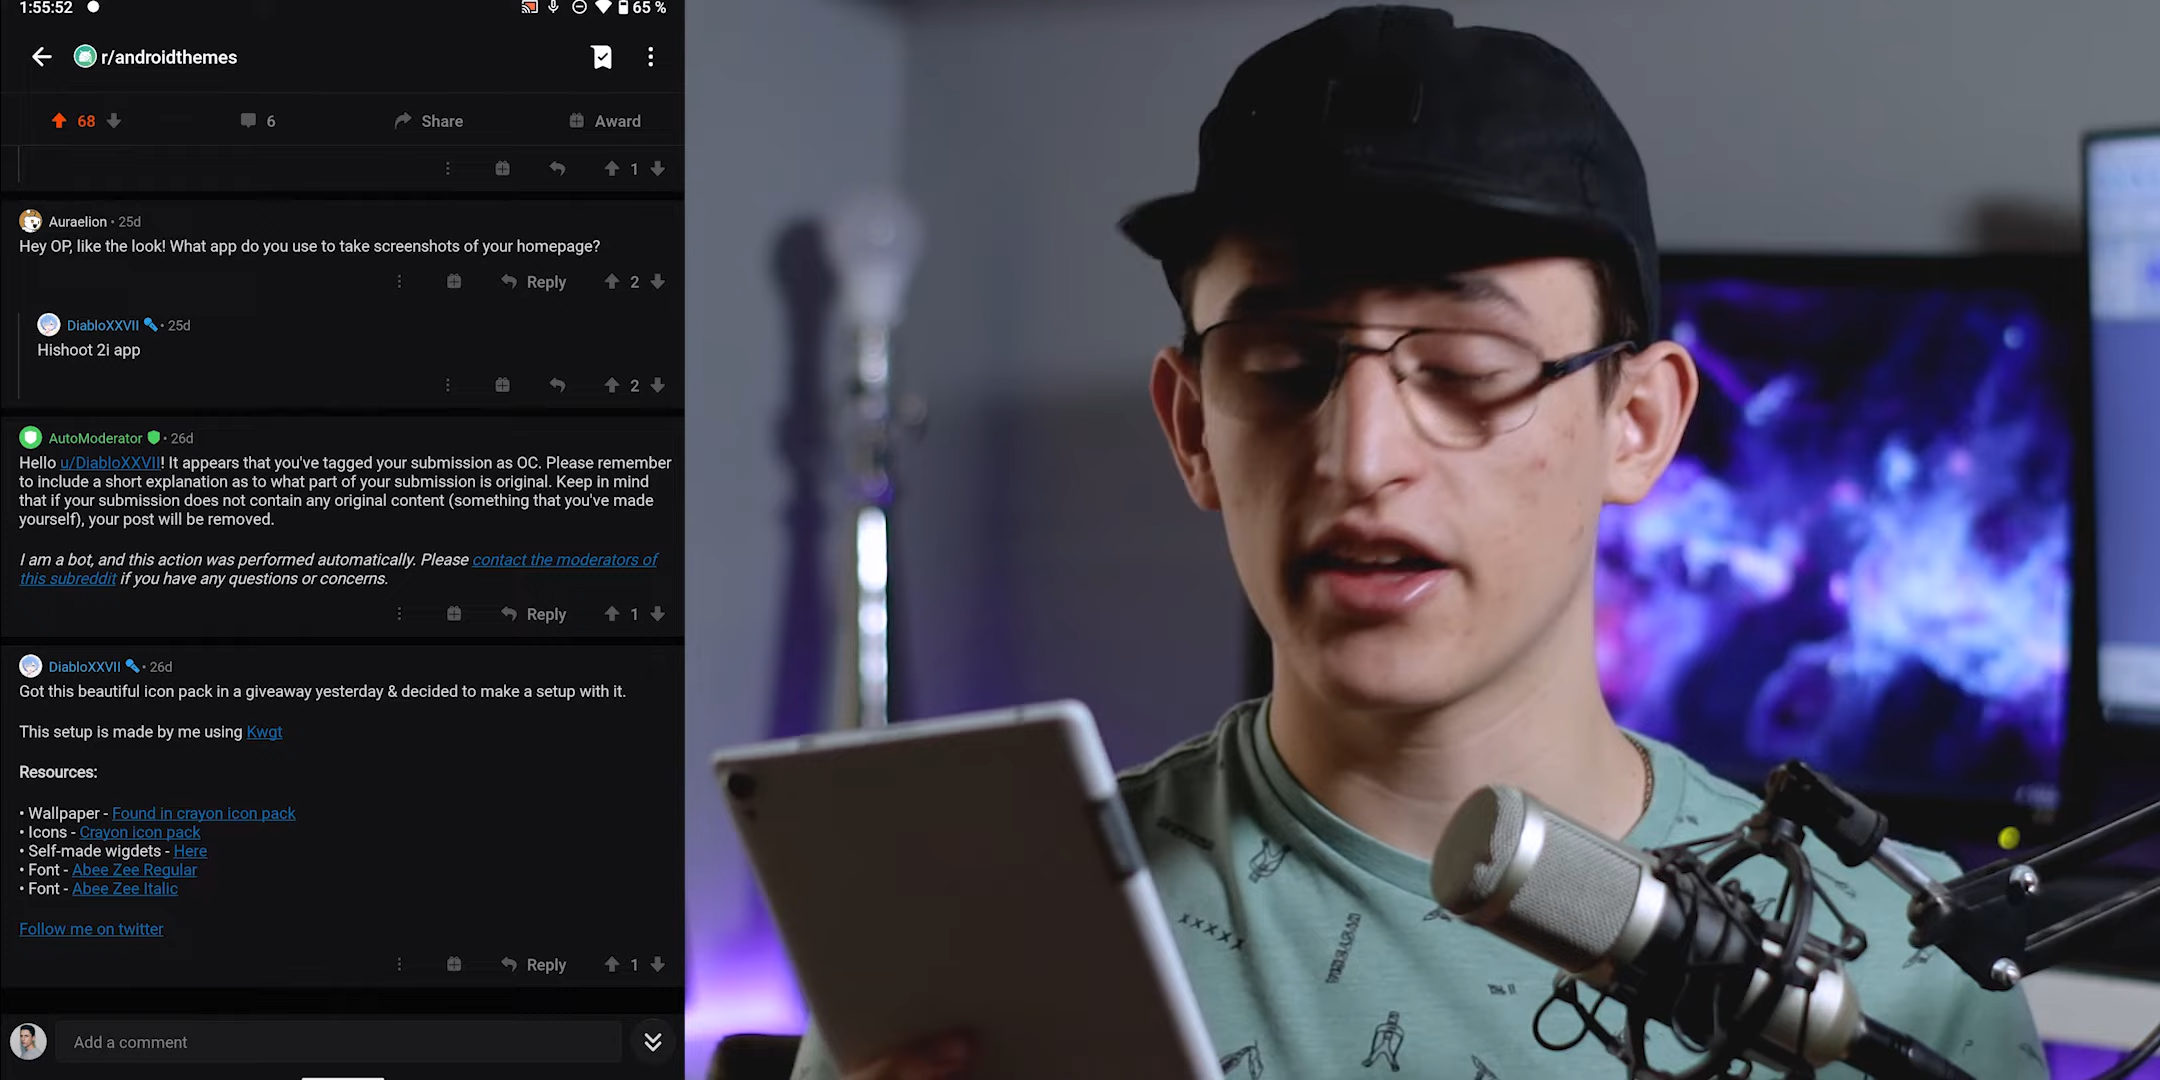 1:55:52
65 %
r/androidthemes
68
6
Share
Award
1
Auraelion • 25d
Hey OP, like the look! What app do you use to take screenshots of your homepage?
Reply
2
DiabloXXVII • 25d
Hishoot 2i app
2
AutoModerator • 26d
Hello u/DiabloXXVII! It appears that you've tagged your submission as OC. Please remember
to include a short explanation as to what part of your submission is original. Keep in mind
that if your submission does not contain any original content (something that you've made
yourself), your post will be removed.
I am a bot, and this action was performed automatically. Please contact the moderators of
this subreddit if you have any questions or concerns.
Reply
1
DiabloXXVII • 26d
Got this beautiful icon pack in a giveaway yesterday & decided to make a setup with it.
This setup is made by me using Kwgt
Resources:
• Wallpaper - Found in crayon icon pack
• Icons - Crayon icon pack
• Self-made wigdets - Here
• Font - Abee Zee Regular
• Font - Abee Zee Italic
Follow me on twitter
Reply
1
Add a comment